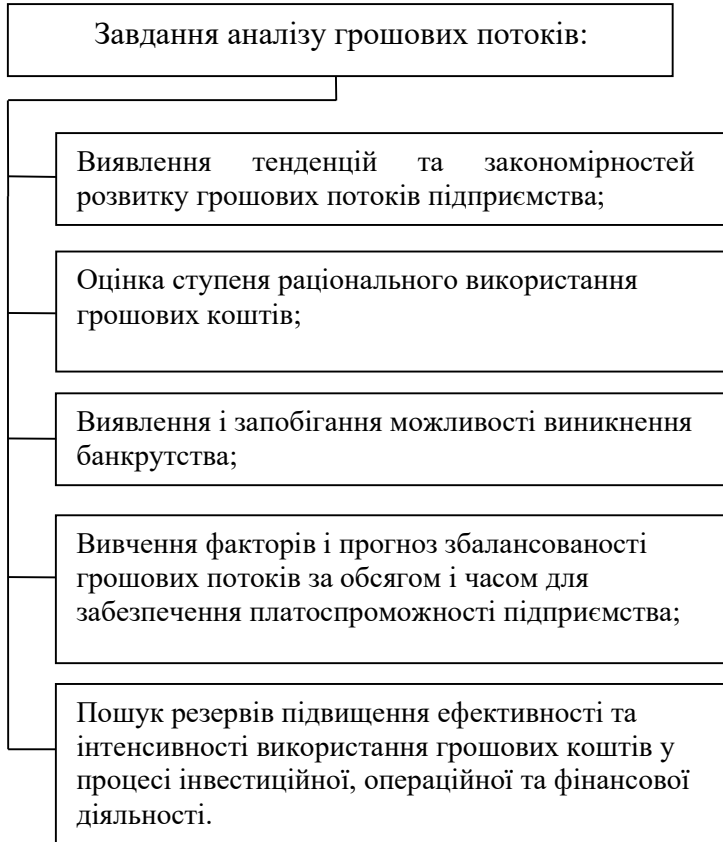 Завдання аналізу грошових потоків:
Виявлення тенденцій та закономірностей
розвитку грошових потоків підприємства;
Оцінка ступеня раціонального використання
грошових коштів;
Виявлення і запобігання можливості виникнення
банкрутства;
Вивчення факторів і прогноз збалансованості
грошових потоків за обсягом і часом для
забезпечення платоспроможності підприємства;
Пошук резервів підвищення ефективності та
інтенсивності використання грошових коштів у
процесі інвестиційної, операційної та фінансової
діяльності.